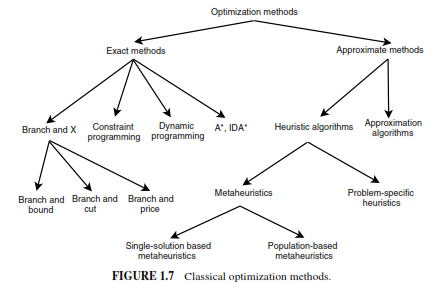 Optimization methods
Exact methods
Approximate methods
Branch and X
Constraint
programming
Dynamic
programming
A*, IDA*
Heuristic algorithms
Approximation
algorithms
Branch and
bound
Branch and
cut
Branch and
price
Metaheuristics
Problem-specific
heuristics
Single-solution based
metaheuristics
Population-based
metaheuristics
FIGURE 1.7 Classical optimization methods.